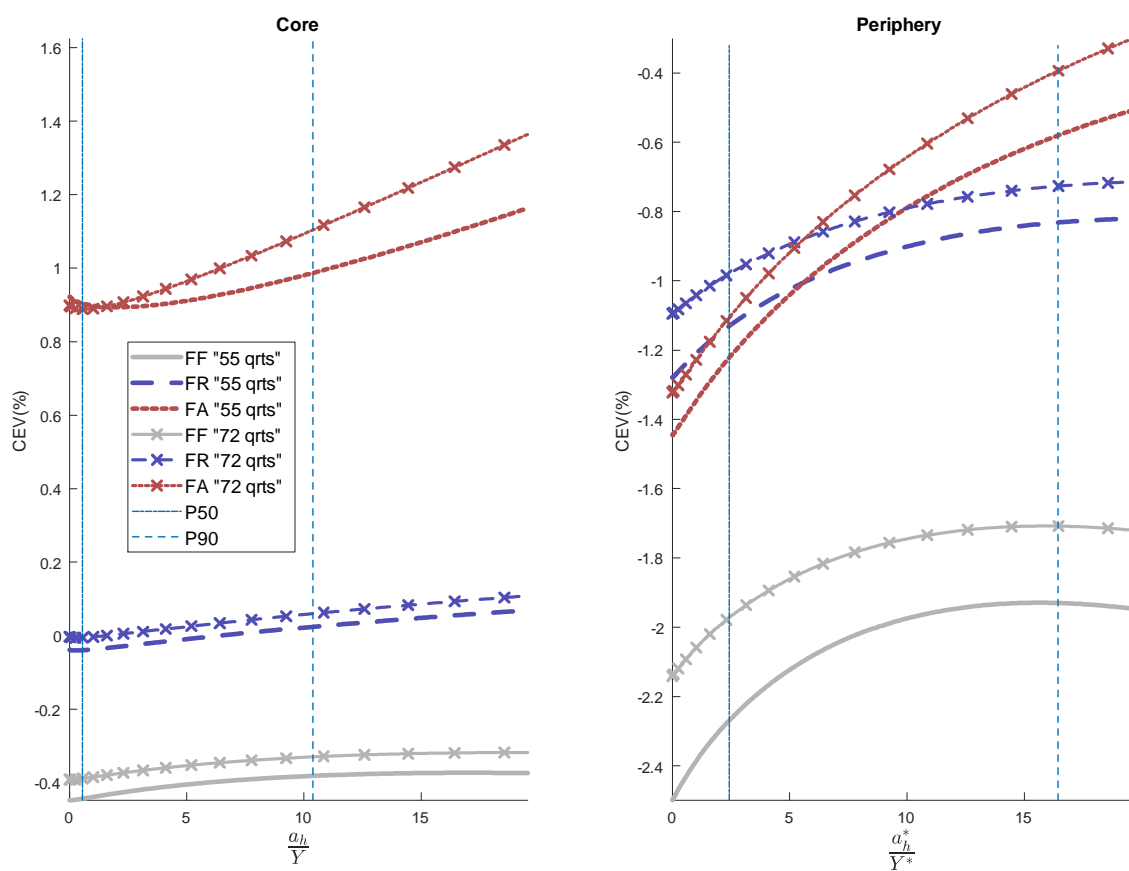 Core
CEV(%)
1.6
1.4
1.2
1
0.8
0.6
0.4
0.2
0
-0.2
-0.4
FF "55 qrts"
FR "55 qrts"
FA "55 qrts"
FF "72 qrts"
FR "72 qrts"
FA "72 qrts"
P50
P90
0 5 10 15
a_h
Y
Periphery
CEV(%)
-0.4
-0.6
-0.8
-1
-1.2
-1.4
-1.6
-1.8
-2
-2.2
-2.4
0 5 10 15
a_h^*
Y^*